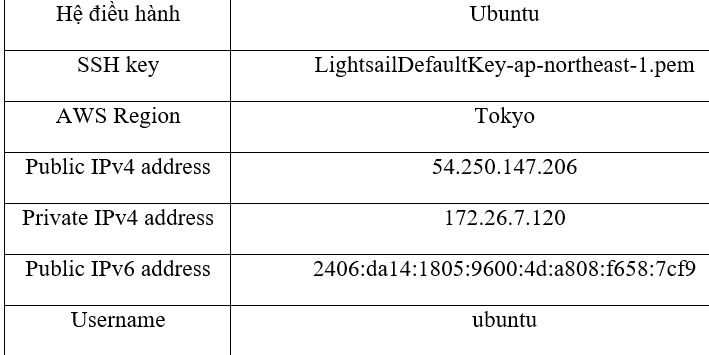 Hệ điều hành Ubuntu
SSH key LightsailDefaultKey-ap-northeast-1.pem
AWS Region Tokyo
Public IPv4 address 54.250.147.206
Private IPv4 address 172.26.7.120
Public IPv6 address 2406:da14:1805:9600:4d:a808:f658:7cf9
Username ubuntu